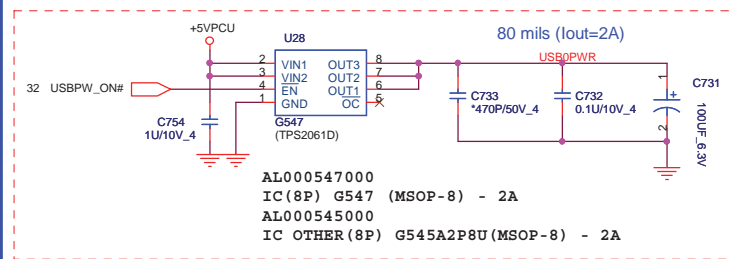 +5VPCU
U28
80 mils (Iout=2A)
USB0PWR
2 VIN1 OUT3 8
3 VIN2 OUT2 7
32 USBPW_ON# 4 EN OUT1 6
1 GND OC 5
G547
(TPS2061D)
C754
1U/10V_4
C733
*470P/50V_4
C732
0.1U/10V_4
1
+
2
C731
100UF_6.3V
AL000547000
IC(8P) G547 (MSOP-8) - 2A
AL000545000
IC OTHER(8P) G545A2P8U(MSOP-8) - 2A